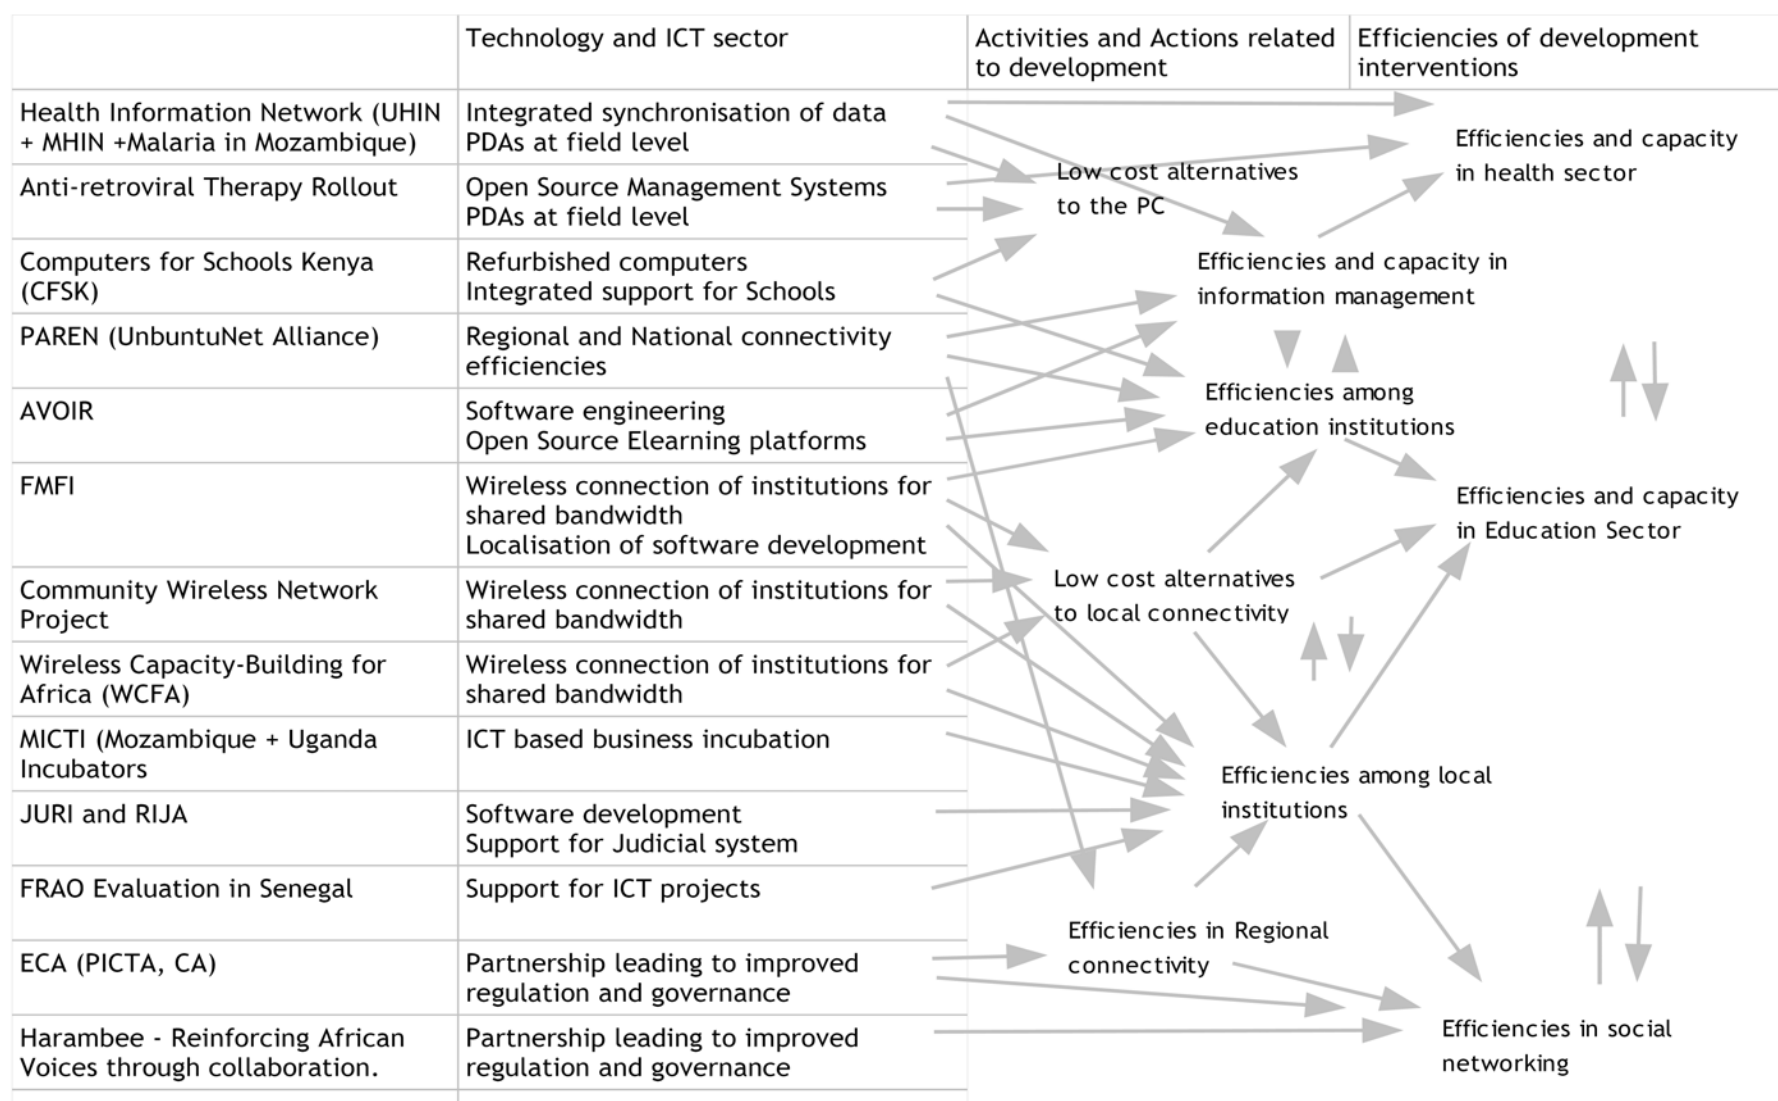 Technology and ICT sector
Activities and Actions related
to development
Efficiencies of development
interventions
Health Information Network (UHIN
+ MHIN +Malaria in Mozambique)
Integrated synchronisation of data
PDAs at field level
Anti-retroviral Therapy Rollout
Open Source Management Systems
PDAs at field level
Computers for Schools Kenya
(CFSK)
Refurbished computers
Integrated support for Schools
PAREN (UnbuntuNet Alliance)
Regional and National connectivity
efficiencies
AVOIR
Software engineering
Open Source Elearning platforms
FMFI
Wireless connection of institutions for
shared bandwidth
Localisation of software development
Community Wireless Network
Project
Wireless connection of institutions for
shared bandwidth
Wireless Capacity-Building for
Africa (WCFA)
Wireless connection of institutions for
shared bandwidth
MICTI (Mozambique + Uganda
Incubators
ICT based business incubation
JURI and RIJA
Software development
Support for Judicial system
FRAO Evaluation in Senegal
Support for ICT projects
ECA (PICTA, CA)
Partnership leading to improved
regulation and governance
Harambee - Reinforcing African
Voices through collaboration.
Partnership leading to improved
regulation and governance
Low cost alternatives
to the PC
Efficiencies and capacity in
information management
Efficiencies among
education institutions
Low cost alternatives
to local connectivity
Efficiencies among local
institutions
Efficiencies in Regional
connectivity
Efficiencies and capacity
in health sector
Efficiencies and capacity
in Education Sector
Efficiencies in social
networking